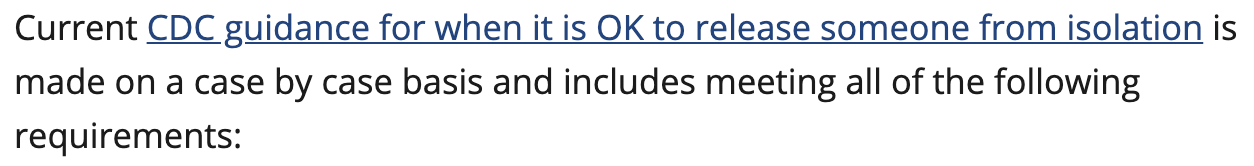 Current CDC guidance for when it is OK to release someone from isolation is
made on a case by case basis and includes meeting all of the following
requirements: